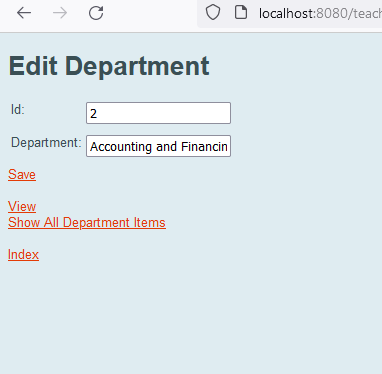 localhost:8080/teach
Edit Department
Id: 2
Department: Accounting and Financin
Save
View
Show All Department Items
Index